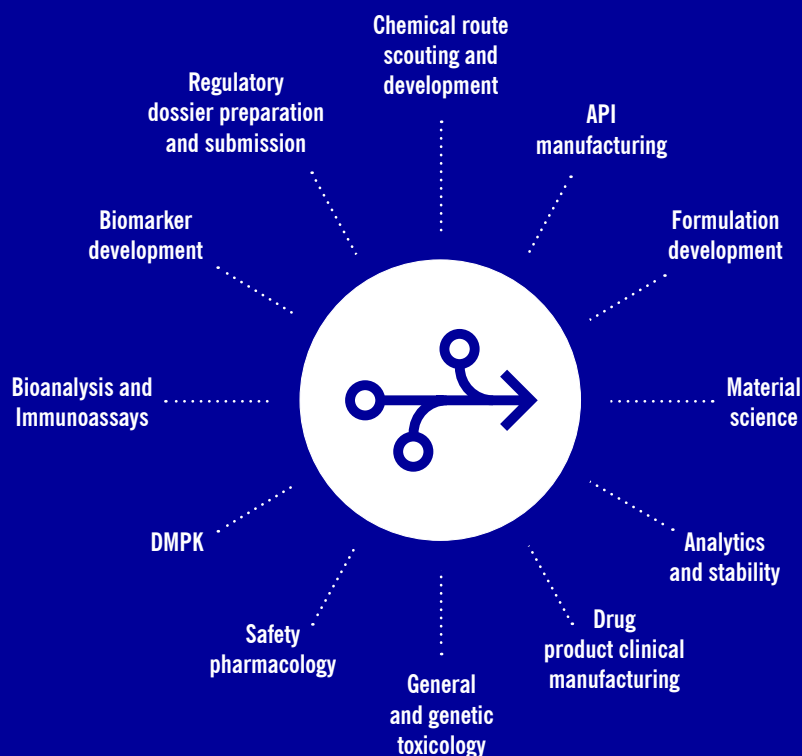 Chemical route
scouting and
development
API
manufacturing
Formulation
development
Material
science
Analytics
and stability
Drug
product clinical
manufacturing
General
and genetic
toxicology
Safety
pharmacology
DMPK
Bioanalysis and
Immunoassays
Biomarker
development
Regulatory
dossier preparation
and submission